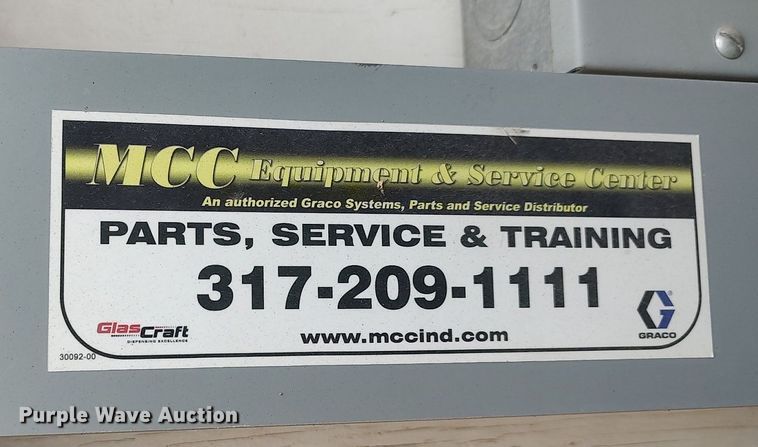 MCC Equipment & Service Center
An authorized Graco Systems, Parts and Service Distributor
PARTS, SERVICE & TRAINING
317-209-1111
GlasCraft
DISPENSING EXCELLENCE
www.mccind.com
G
GRACO
30092-00
Purple Wave Auction